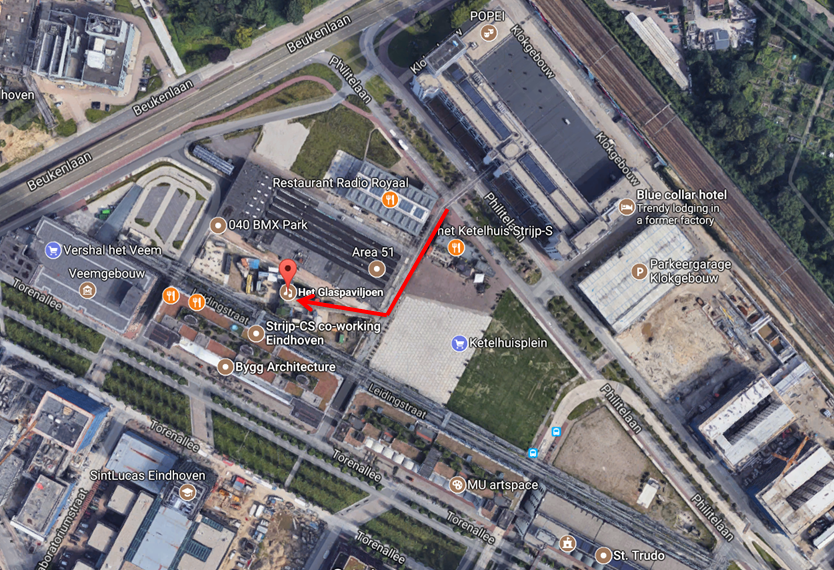 POPEI
Klokgebouw
Beukenlaan
Philitelaan
Beukenlaan
hoven
Klokgebouw
Beukenlaan
Restaurant Radio Royaal
Philitelaan
Blue collar hotel
Trendy lodging in
a former factory
040 BMX Park
het Ketelhuis Strijp-S
Vershal het Veem
Area 51
Veemgebouw
Parkeergarage
Klokgebouw
Torenallee
Het Glaspaviljoen
dingstraat
Strijp-CS co-working
Eindhoven
Ketelhuisplein
Bygg Architecture
Leidingstraat
Philitelaan
Torenallee
Torenallee
SintLucas Eindhoven
MU artspace
Philitelaan
Torenallee
Torenallee
St. Trudo